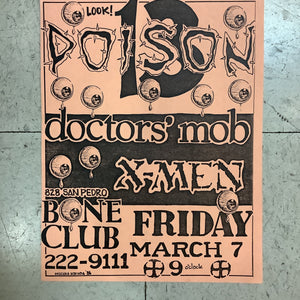 LOOK!
POISON
13
doctors' mob
X-MEN
828 SAN PEDRO
BONE
CLUB
FRIDAY
MARCH 7
222-9111
9 o'clock